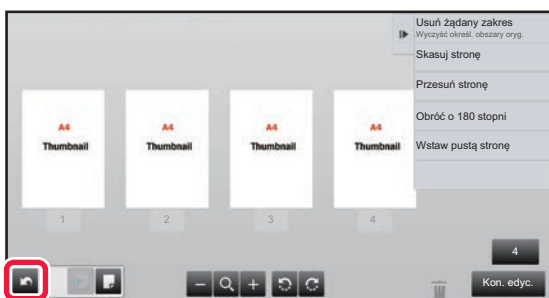 Usuń żądany zakres
Wyczyść określ. obszary oryg.
Skasuj stronę
Przesuń stronę
Obróć o 180 stopni
Wstaw pustą stronę
A4
Thumbnail
A4
Thumbnail
A4
Thumbnail
A4
Thumbnail
1
2
3
4
4
Kon. edyc.